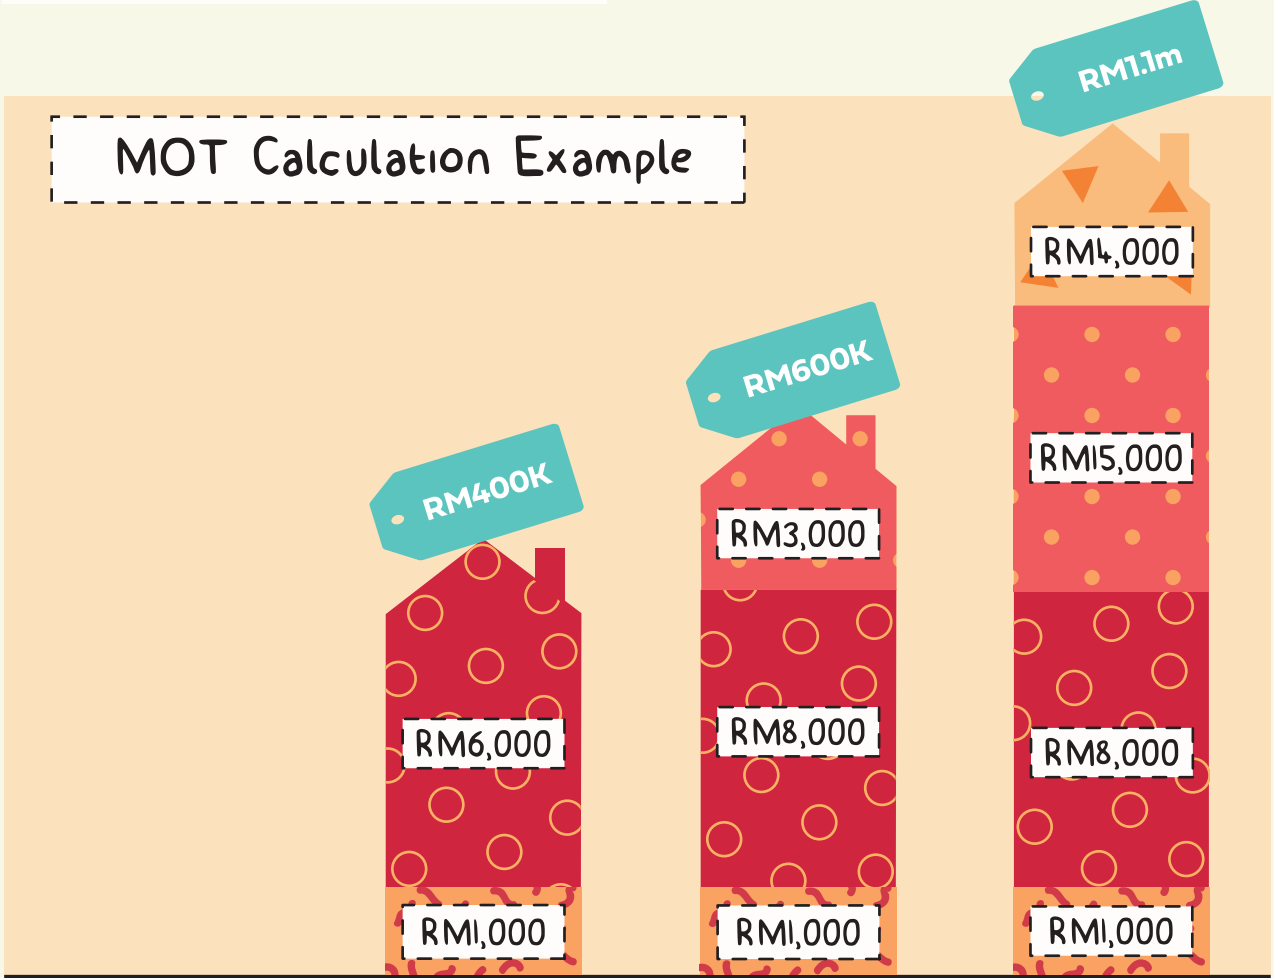 MOT Calculation Example
RM400K
RM6,000
RM1,000
RM600K
RM3,000
RM8,000
RM1,000
RM1.1m
RM4,000
RM15,000
RM8,000
RM1,000